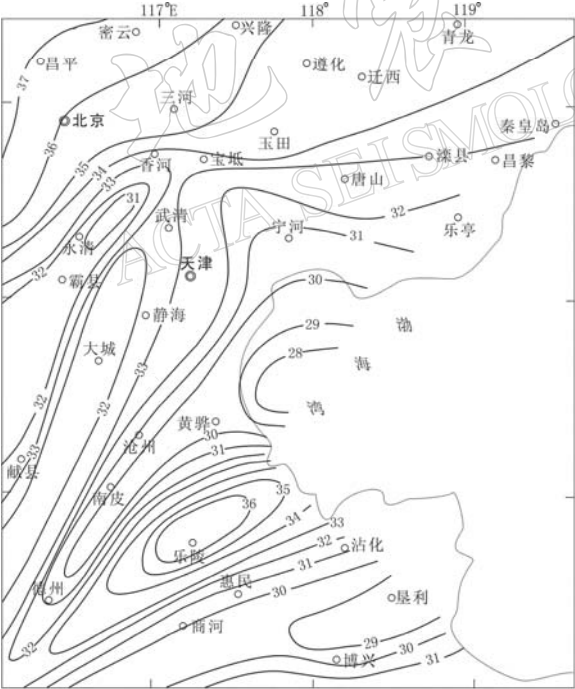 117°E
118°
119°
密云
兴隆
青龙
昌平
遵化
迁西
37
三河
北京
玉田
秦皇岛
36
35
香河
宝坻
滦县
昌黎
34
33
唐山
31
武清
32
乐亭
永清
宁河
31
天津
32
霸县
30
静海
29
渤
大城
28
海
33
32
32
湾
黄骅
30
沧州
31
33
献县
南皮
35
36
34
33
乐陵
32
沾化
31
德州
惠民
30
垦利
商河
29
30
32
博兴
31
地震
ACTA SEISMOLO